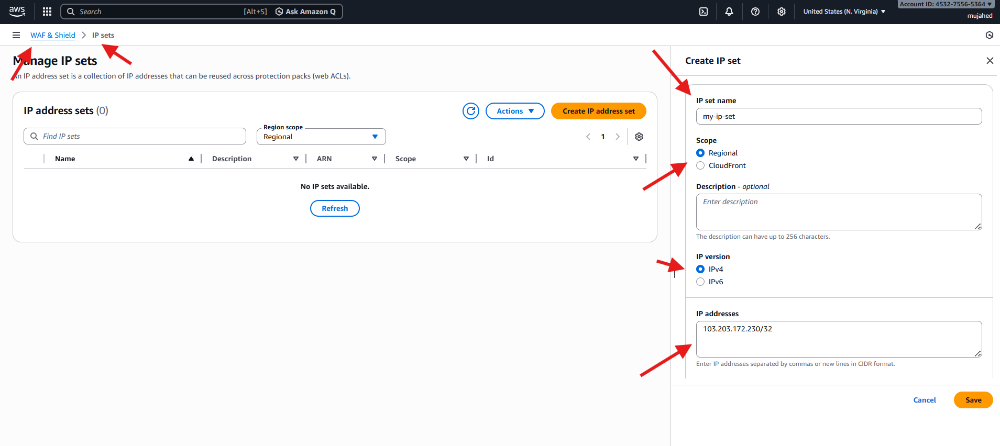 aws
Search [Alt+S] Ask Amazon Q
United States (N. Virginia)
Account ID: 4532-7556-5364
mujahed
WAF & Shield IP sets
Manage IP sets
An IP address set is a collection of IP addresses that can be reused across protection packs (web ACLs).
IP address sets (0)
Actions
Create IP address set
Find IP sets
Region scope
Regional
1
Name Description ARN Scope Id
No IP sets available.
Refresh
Create IP set
IP set name
my-ip-set
Scope
Regional
CloudFront
Description - optional
Enter description
The description can have up to 256 characters.
IP version
IPv4
IPv6
IP addresses
103.203.172.230/32
Enter IP addresses separated by commas or new lines in CIDR format.
Cancel Save